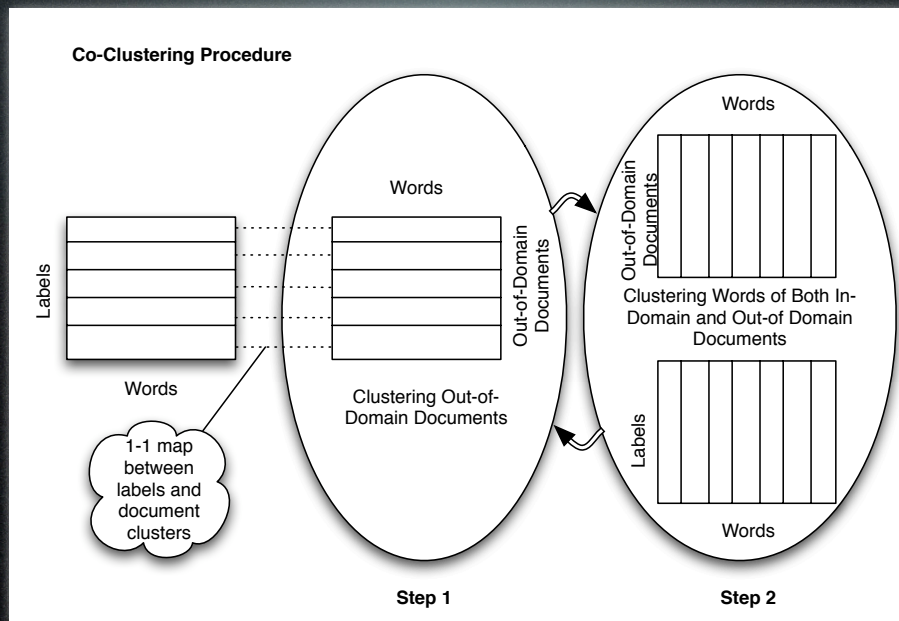 Co-Clustering Procedure
Labels
Words
1-1 map
between
labels and
document
clusters
Words
Out-of-Domain
Documents
Clustering Out-of-
Domain Documents
Step 1
Words
Out-of-Domain
Documents
Clustering Words of Both In-
Domain and Out-of Domain
Documents
Labels
Words
Step 2